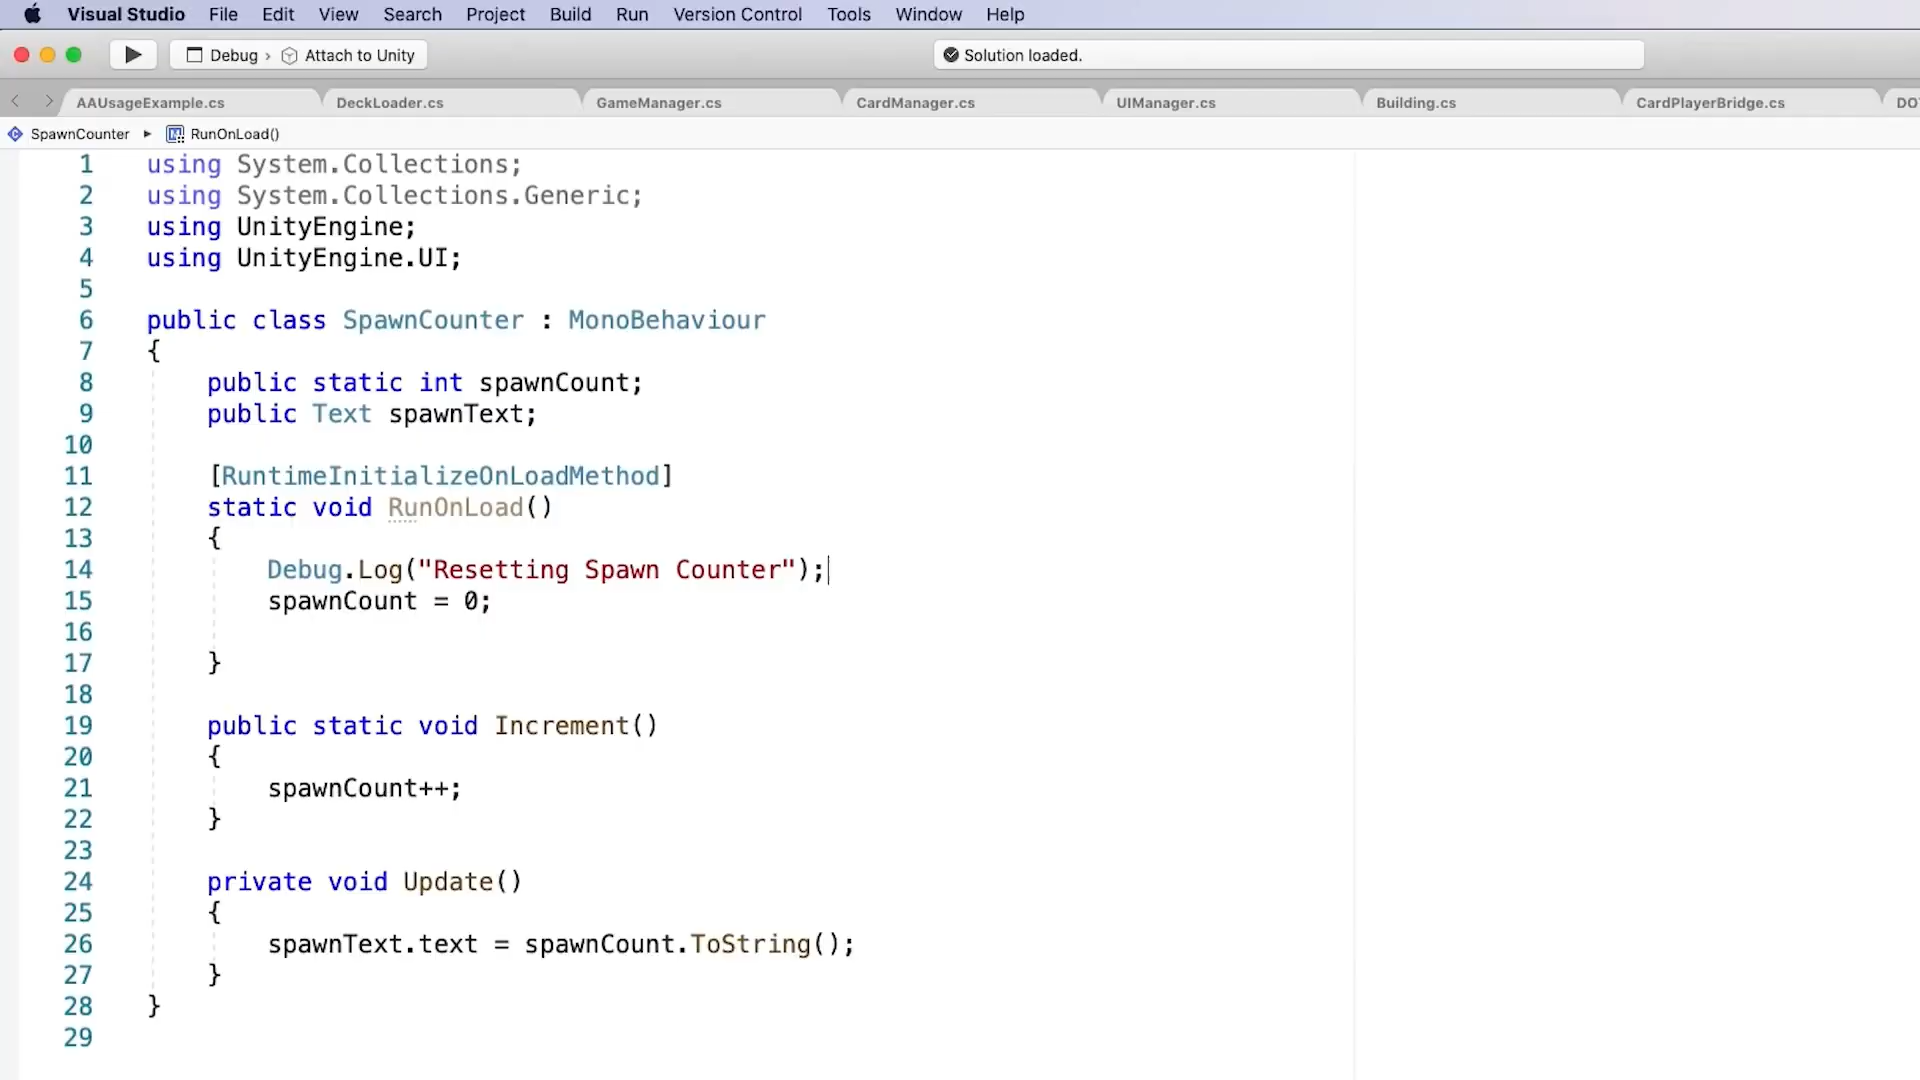 Visual Studio File Edit View Search Project Build Run Version Control Tools Window Help
Debug › Attach to Unity Solution loaded.
AAUsageExample.cs DeckLoader.cs GameManager.cs CardManager.cs UIManager.cs Building.cs CardPlayerBridge.cs DO
SpawnCounter RunOnLoad()
1 using System.Collections;
2 using System.Collections.Generic;
3 using UnityEngine;
4 using UnityEngine.UI;
5
6 public class SpawnCounter : MonoBehaviour
7 {
8 public static int spawnCount;
9 public Text spawnText;
10
11 [RuntimeInitializeOnLoadMethod]
12 static void RunOnLoad()
13 {
14 Debug.Log("Resetting Spawn Counter");
15 spawnCount = 0;
16
17 }
18
19 public static void Increment()
20 {
21 spawnCount++;
22 }
23
24 private void Update()
25 {
26 spawnText.text = spawnCount.ToString();
27 }
28 }
29